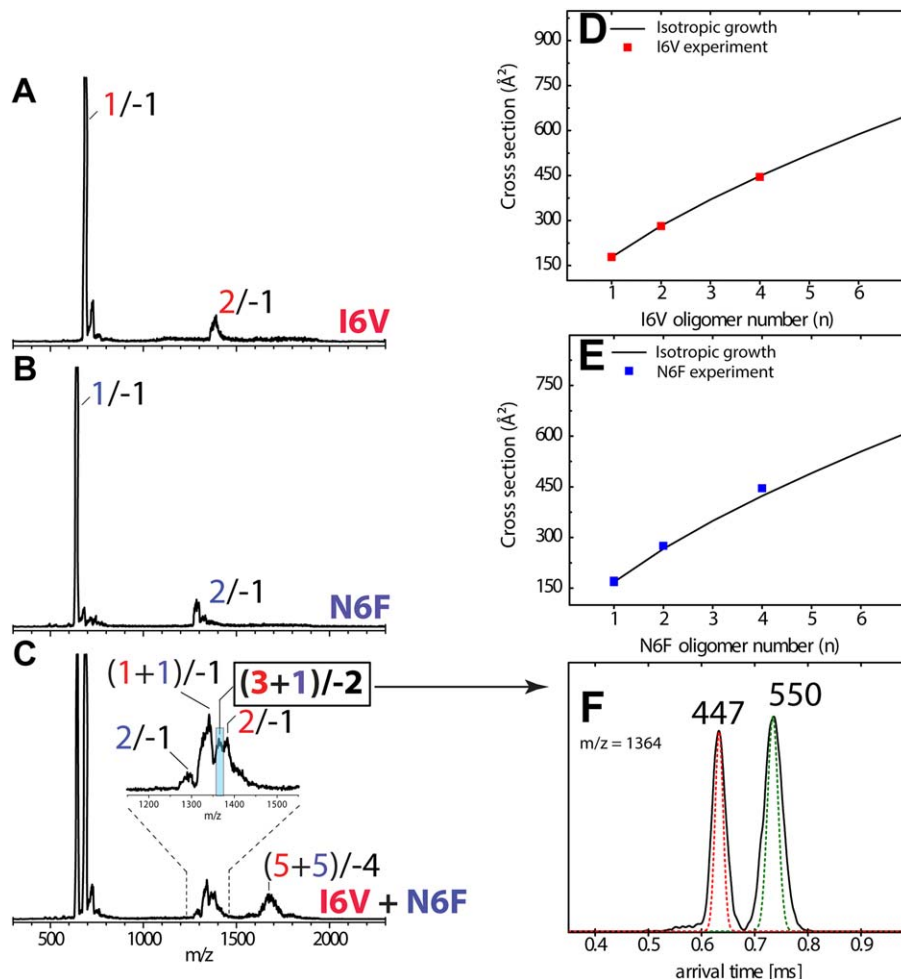 A
1/-1
2/-1
I6V
B
1/-1
2/-1
N6F
C
(1+1)/-1
(3+1)/-2
2/-1
2/-1
1200 1300 1400 1500
m/z
(5+5)/-4
I6V + N6F
500 1000 1500 2000
m/z
D
Isotropic growth
I6V experiment
900
750
600
450
300
150
Cross section (Å²)
1 2 3 4 5 6
I6V oligomer number (n)
E
Isotropic growth
N6F experiment
750
600
450
300
150
Cross section (Å²)
1 2 3 4 5 6
N6F oligomer number (n)
F
447
550
m/z = 1364
0.4 0.5 0.6 0.7 0.8 0.9
arrival time [ms]